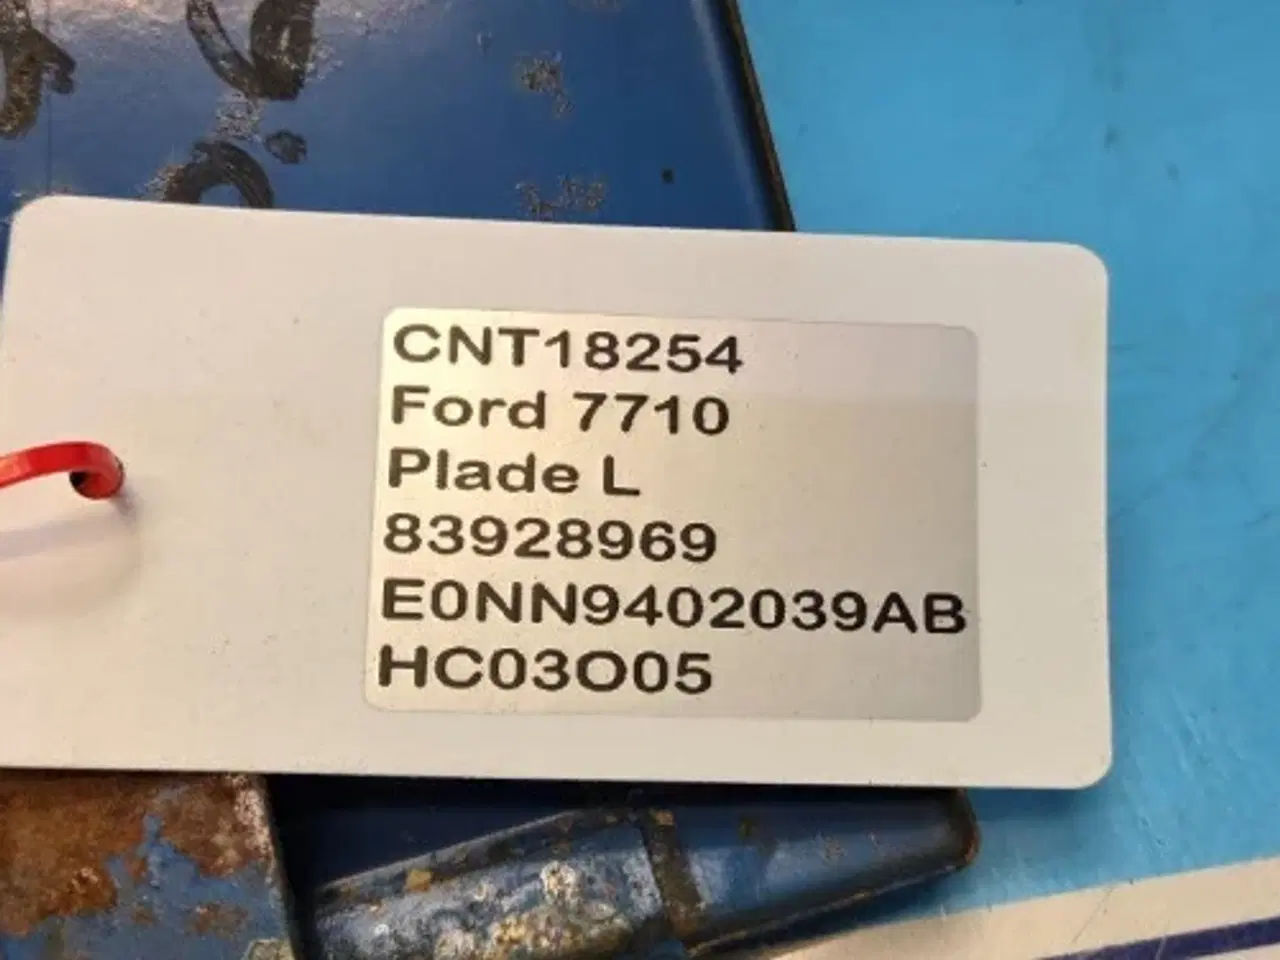 CNT18254
Ford 7710
Plade L
83928969
E0NN9402039AB
HC03O05